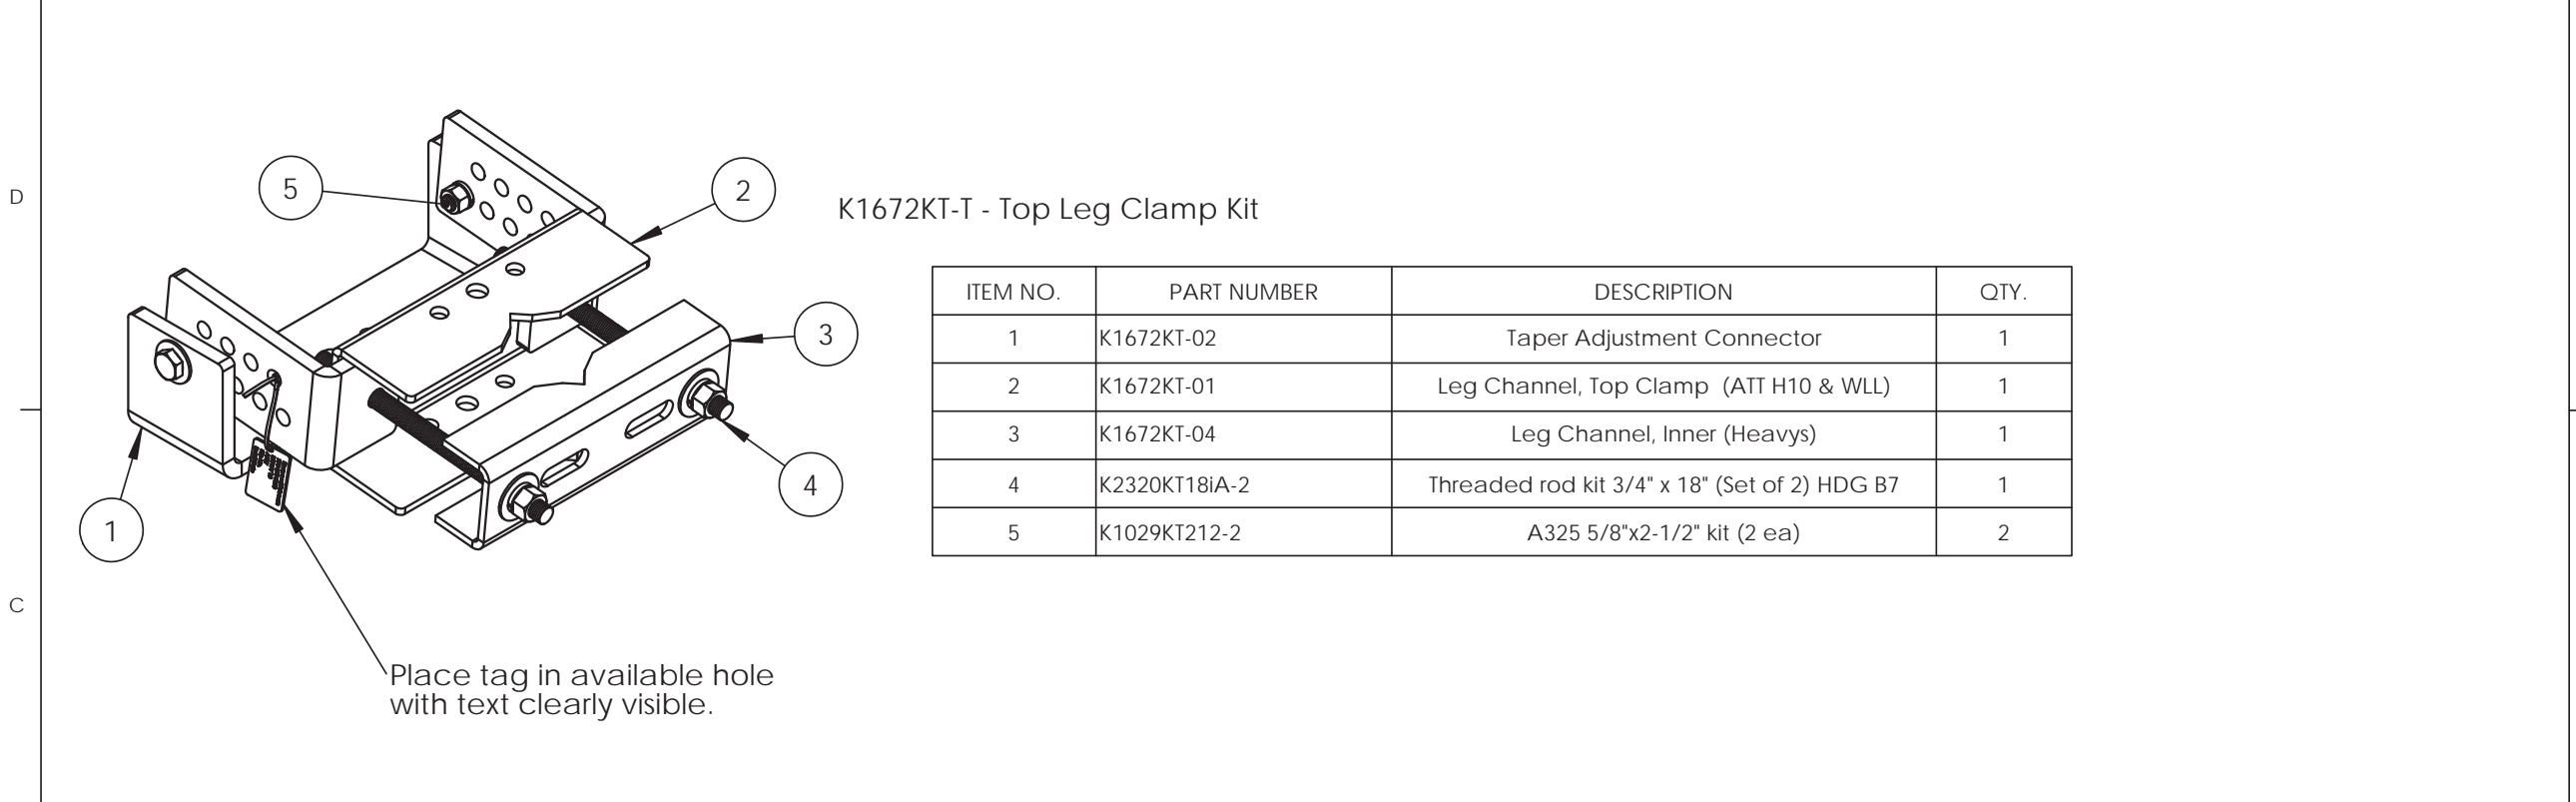 D
C
5
2
3
4
1
K1672KT-T - Top Leg Clamp Kit
ITEM NO. PART NUMBER DESCRIPTION QTY.
1 K1672KT-02 Taper Adjustment Connector 1
2 K1672KT-01 Leg Channel, Top Clamp (ATT H10 & WLL) 1
3 K1672KT-04 Leg Channel, Inner (Heavys) 1
4 K2320KT18iA-2 Threaded rod kit 3/4" x 18" (Set of 2) HDG B7 1
5 K1029KT212-2 A325 5/8"x2-1/2" kit (2 ea) 2
Place tag in available hole
with text clearly visible.